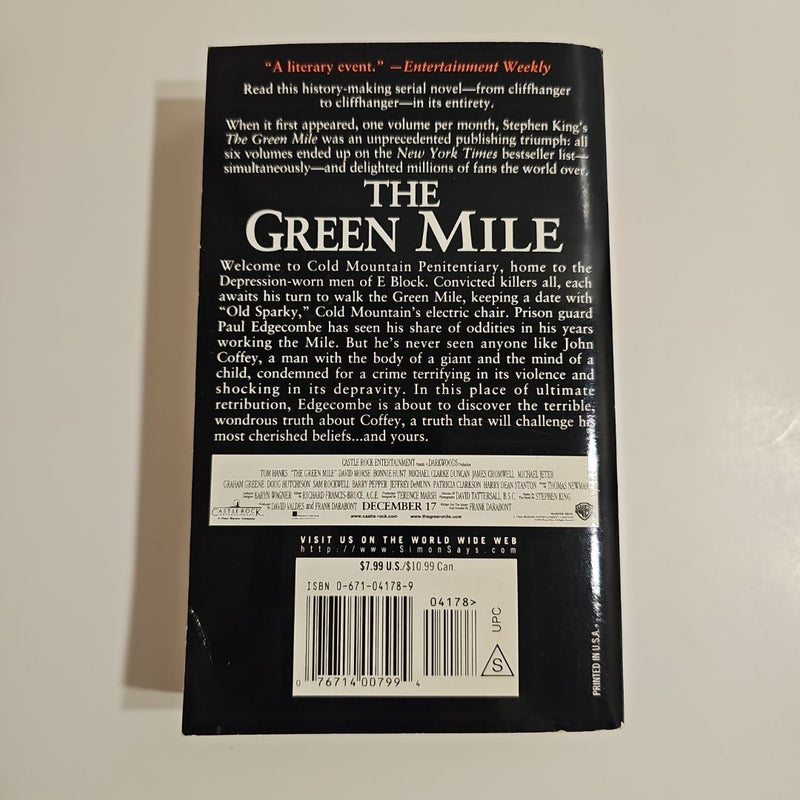 "A literary event." —Entertainment Weekly
Read this history-making serial novel—from cliffhanger
to cliffhanger—in its entirety.
When it first appeared, one volume per month, Stephen King's
The Green Mile was an unprecedented publishing triumph: all
six volumes ended up on the New York Times bestseller list—
simultaneously—and delighted millions of fans the world over.
THE
GREEN MILE
Welcome to Cold Mountain Penitentiary, home to the
Depression-worn men of E Block. Convicted killers all, each
awaits his turn to walk the Green Mile, keeping a date with
"Old Sparky," Cold Mountain's electric chair. Prison guard
Paul Edgecombe has seen his share of oddities in his years
working the Mile. But he's never seen anyone like John
Coffey, a man with the body of a giant and the mind of a
child, condemned for a crime terrifying in its violence and
shocking in its depravity. In this place of ultimate
retribution, Edgecombe is about to discover the terrible,
wondrous truth about Coffey, a truth that will challenge his
most cherished beliefs...and yours.
CASTLE ROCK ENTERTAINMENT A DARKWOODS
TOM HANKS "THE GREEN MILE" DAVID MORSE BONNIE HUNT MICHAEL CLARKE DUNCAN JAMES CROMWELL MICHAEL JETER
GRAHAM GREENE DOUG HUTCHISON SAM ROCKWELL BARRY PEPPER JEFFREY DeMUNN PATRICIA CLARKSON HARRY DEAN STANTON THOMAS NEWMAN
KARYN WAGNER RICHARD FRANCIS-BRUCE, A.C.E. TERENCE MARSH DAVID TATTERSALL, B.S.C. STEPHEN KING
CASTLE ROCK DAVID VALDES and FRANK DARABONT DECEMBER 17 FRANK DARABONT
www.castle-rock.com www.thegreenmile.com
VISIT US ON THE WORLD WIDE WEB
http://www.SimonSays.com
$7.99 U.S./$10.99 Can.
ISBN 0-671-04178-9
04178>
UPC
S
0 76714 00799 4
PRINTED IN U.S.A.